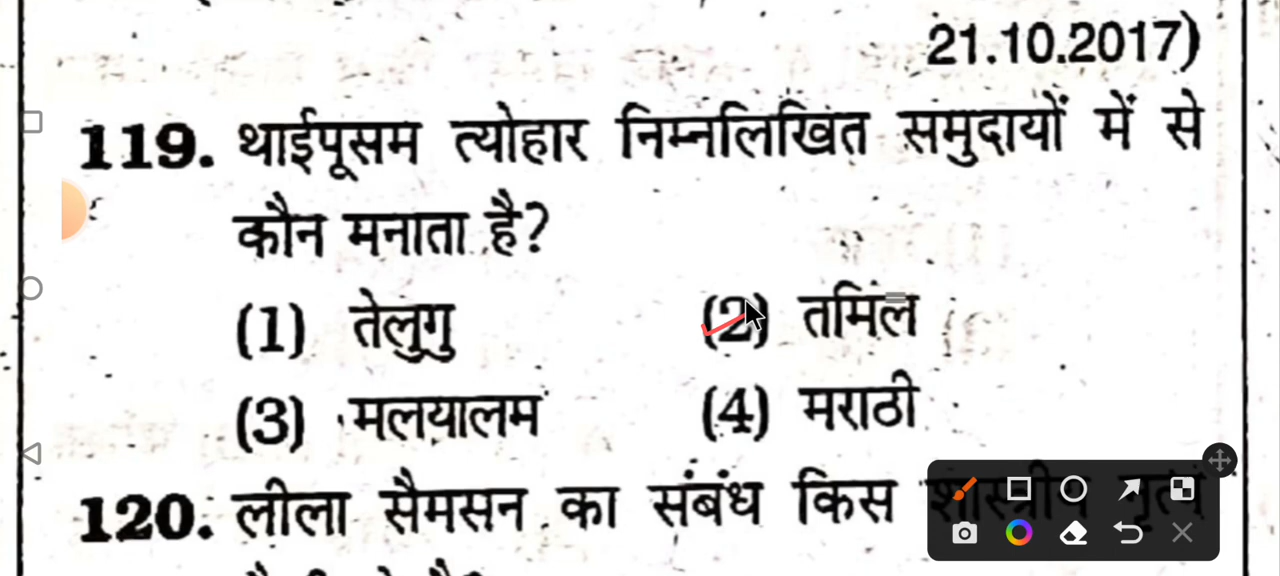 21.10.2017)
119. थाईपूसम त्योहार निम्नलिखित समुदायों में से
कौन मनाता है?
(1) तेलुगु (2) तमिल
(3) मलयालम (4) मराठी
120. लीला सैमसन का संबंध किस शास्त्रीय नृत्य